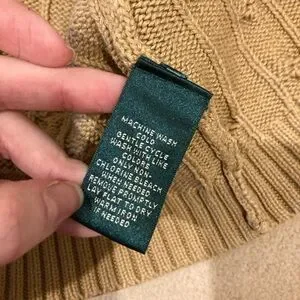 MACHINE WASH
COLD
GENTLE CYCLE
WASH WITH LIKE
COLORS
ONLY NON-
CHLORINE BLEACH
WHEN NEEDED
REMOVE PROMPTLY
LAY FLAT TO DRY
WARM IRON
IF NEEDED